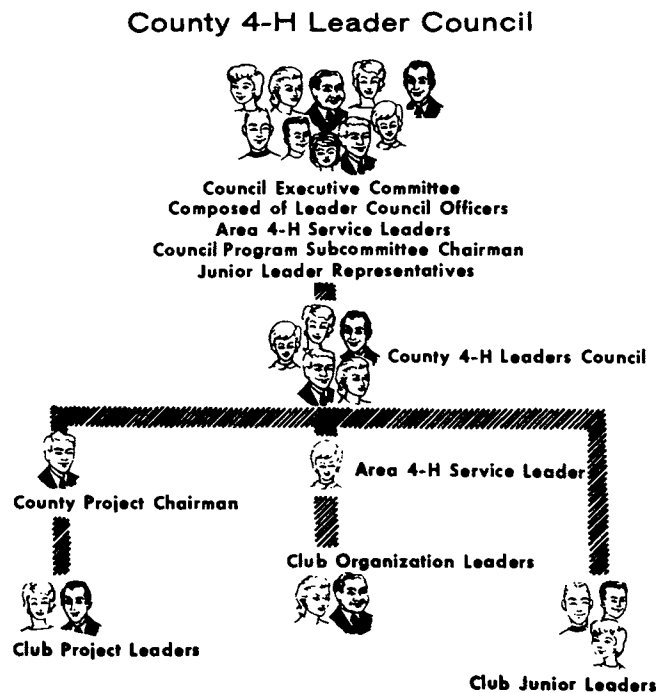 County 4-H Leader Council
Council Executive Committee
Composed of Leader Council Officers
Area 4-H Service Leaders
Council Program Subcommittee Chairman
Junior Leader Representatives
County 4-H Leaders Council
Area 4-H Service Leader
County Project Chairman
Club Organization Leaders
Club Project Leaders
Club Junior Leaders